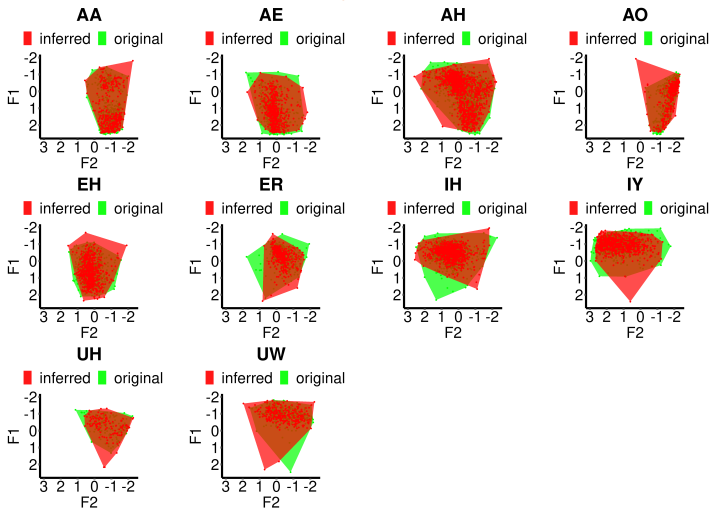 AA AE AH AO
inferred original inferred original inferred original inferred original
-2 -2 -2 -2
-1 -1 -1 -1
0 0 0 0
1 1 1 1
2 2 2 2
F1 F1 F1 F1
3 2 1 0 -1 -2 3 2 1 0 -1 -2 3 2 1 0 -1 -2 3 2 1 0 -1 -2
F2 F2 F2 F2
EH ER IH IY
inferred original inferred original inferred original inferred original
-2 -2 -2 -2
-1 -1 -1 -1
0 0 0 0
1 1 1 1
2 2 2 2
F1 F1 F1 F1
3 2 1 0 -1 -2 3 2 1 0 -1 -2 3 2 1 0 -1 -2 3 2 1 0 -1 -2
F2 F2 F2 F2
UH UW
inferred original inferred original
-2 -2
-1 -1
0 0
1 1
2 2
F1 F1
3 2 1 0 -1 -2 3 2 1 0 -1 -2
F2 F2